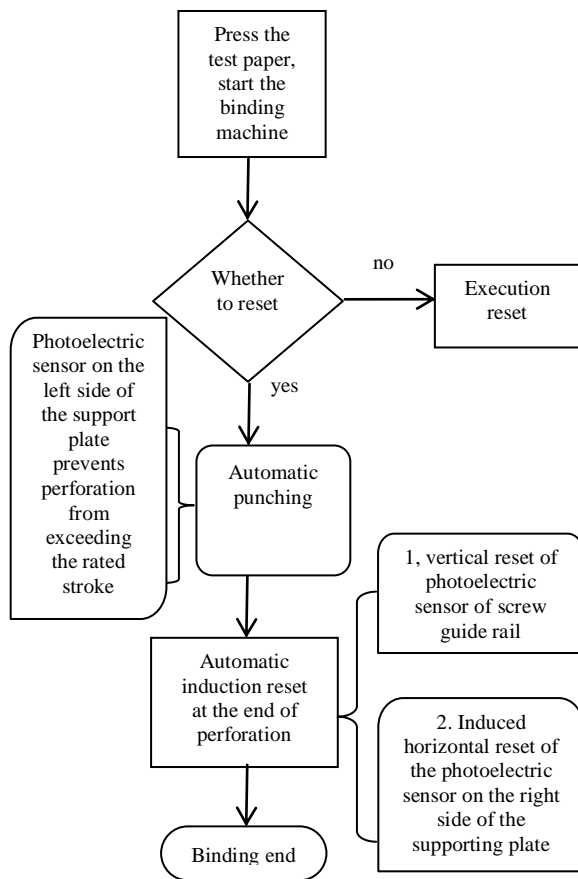 Press the
test paper,
start the
binding
machine
Whether
to reset
no
Execution
reset
yes
Photoelectric
sensor on the
left side of
the support
plate
prevents
perforation
from
exceeding
the rated
stroke
Automatic
punching
1, vertical reset of
photoelectric
sensor of screw
guide rail
Automatic
induction reset
at the end of
perforation
2. Induced
horizontal reset of
the photoelectric
sensor on the right
side of the
supporting plate
Binding end